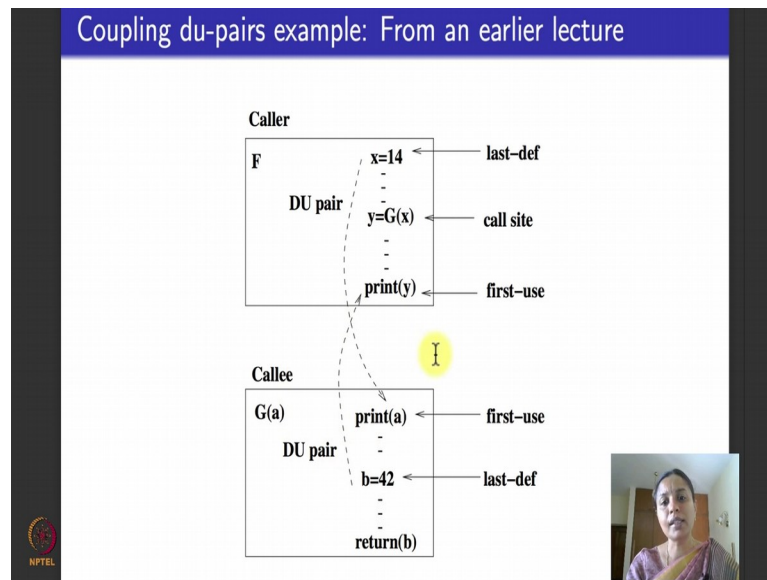 Coupling du-pairs example: From an earlier lecture
Caller
F
x=14
last-def
DU pair
y=G(x)
call site
print(y)
first-use
Callee
G(a)
print(a)
first-use
DU pair
b=42
last-def
return(b)
NPTEL